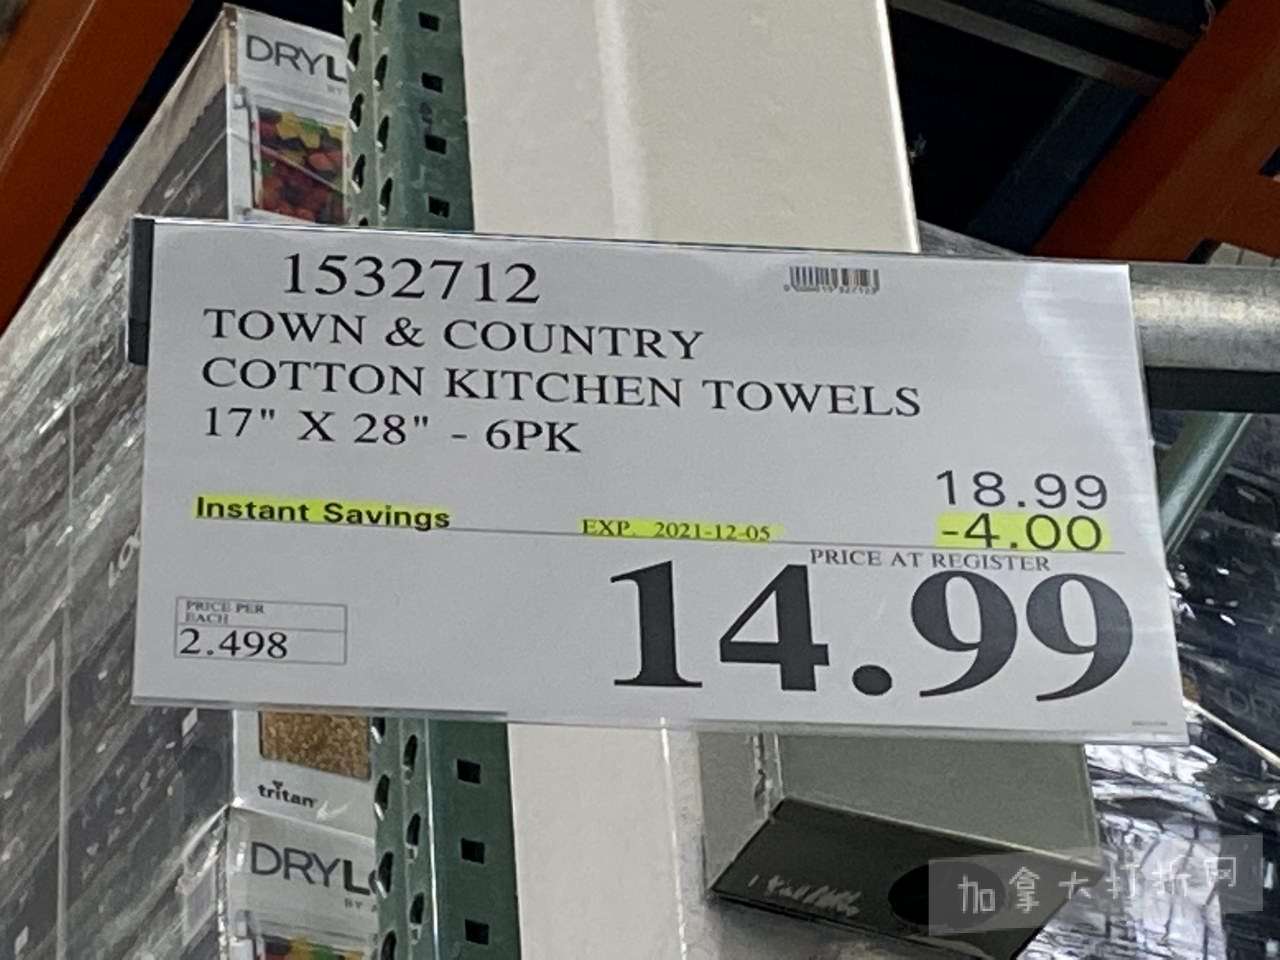 DRYL
BY
1532712
TOWN & COUNTRY
COTTON KITCHEN TOWELS
17" X 28" - 6PK
18.99
Instant Savings
EXP. 2021-12-05
-4.00
PRICE AT REGISTER
14.99
PRICE PER
EACH
2.498
tritan
DRYL
BY
加拿大打折网